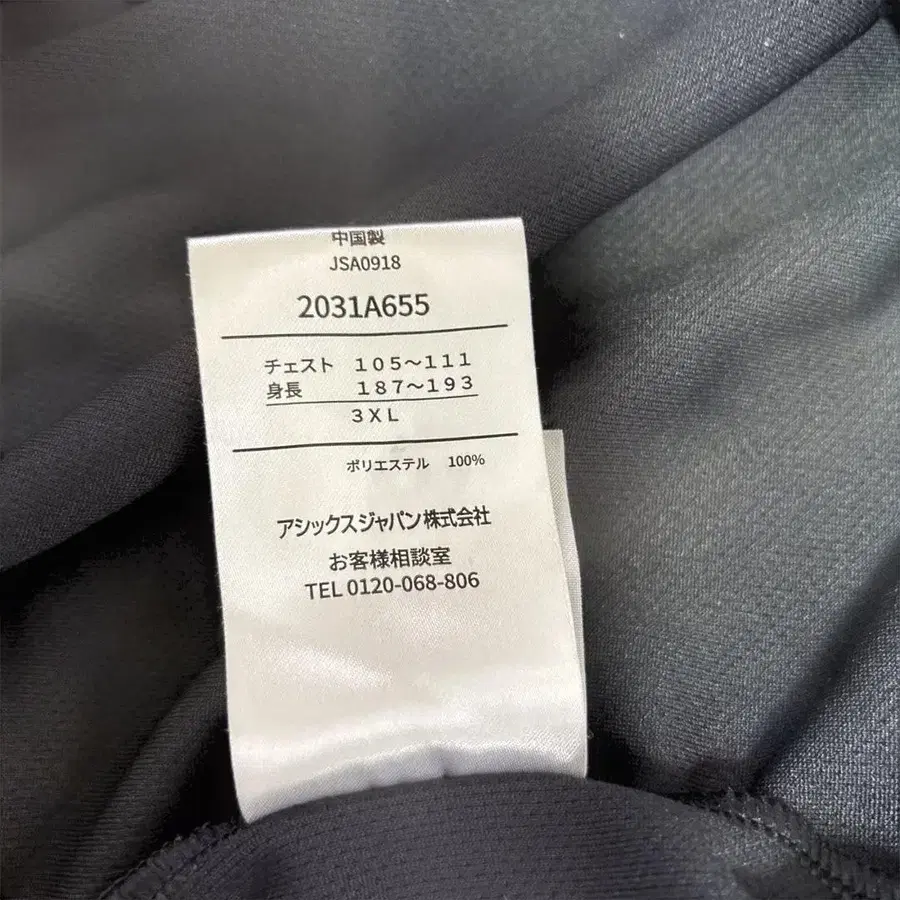 中国製
JSA0918
2031A655
チェスト 105～111
身長 187～193
3XL
ポリエステル 100%
アシックスジャパン株式会社
お客様相談室
TEL 0120-068-806